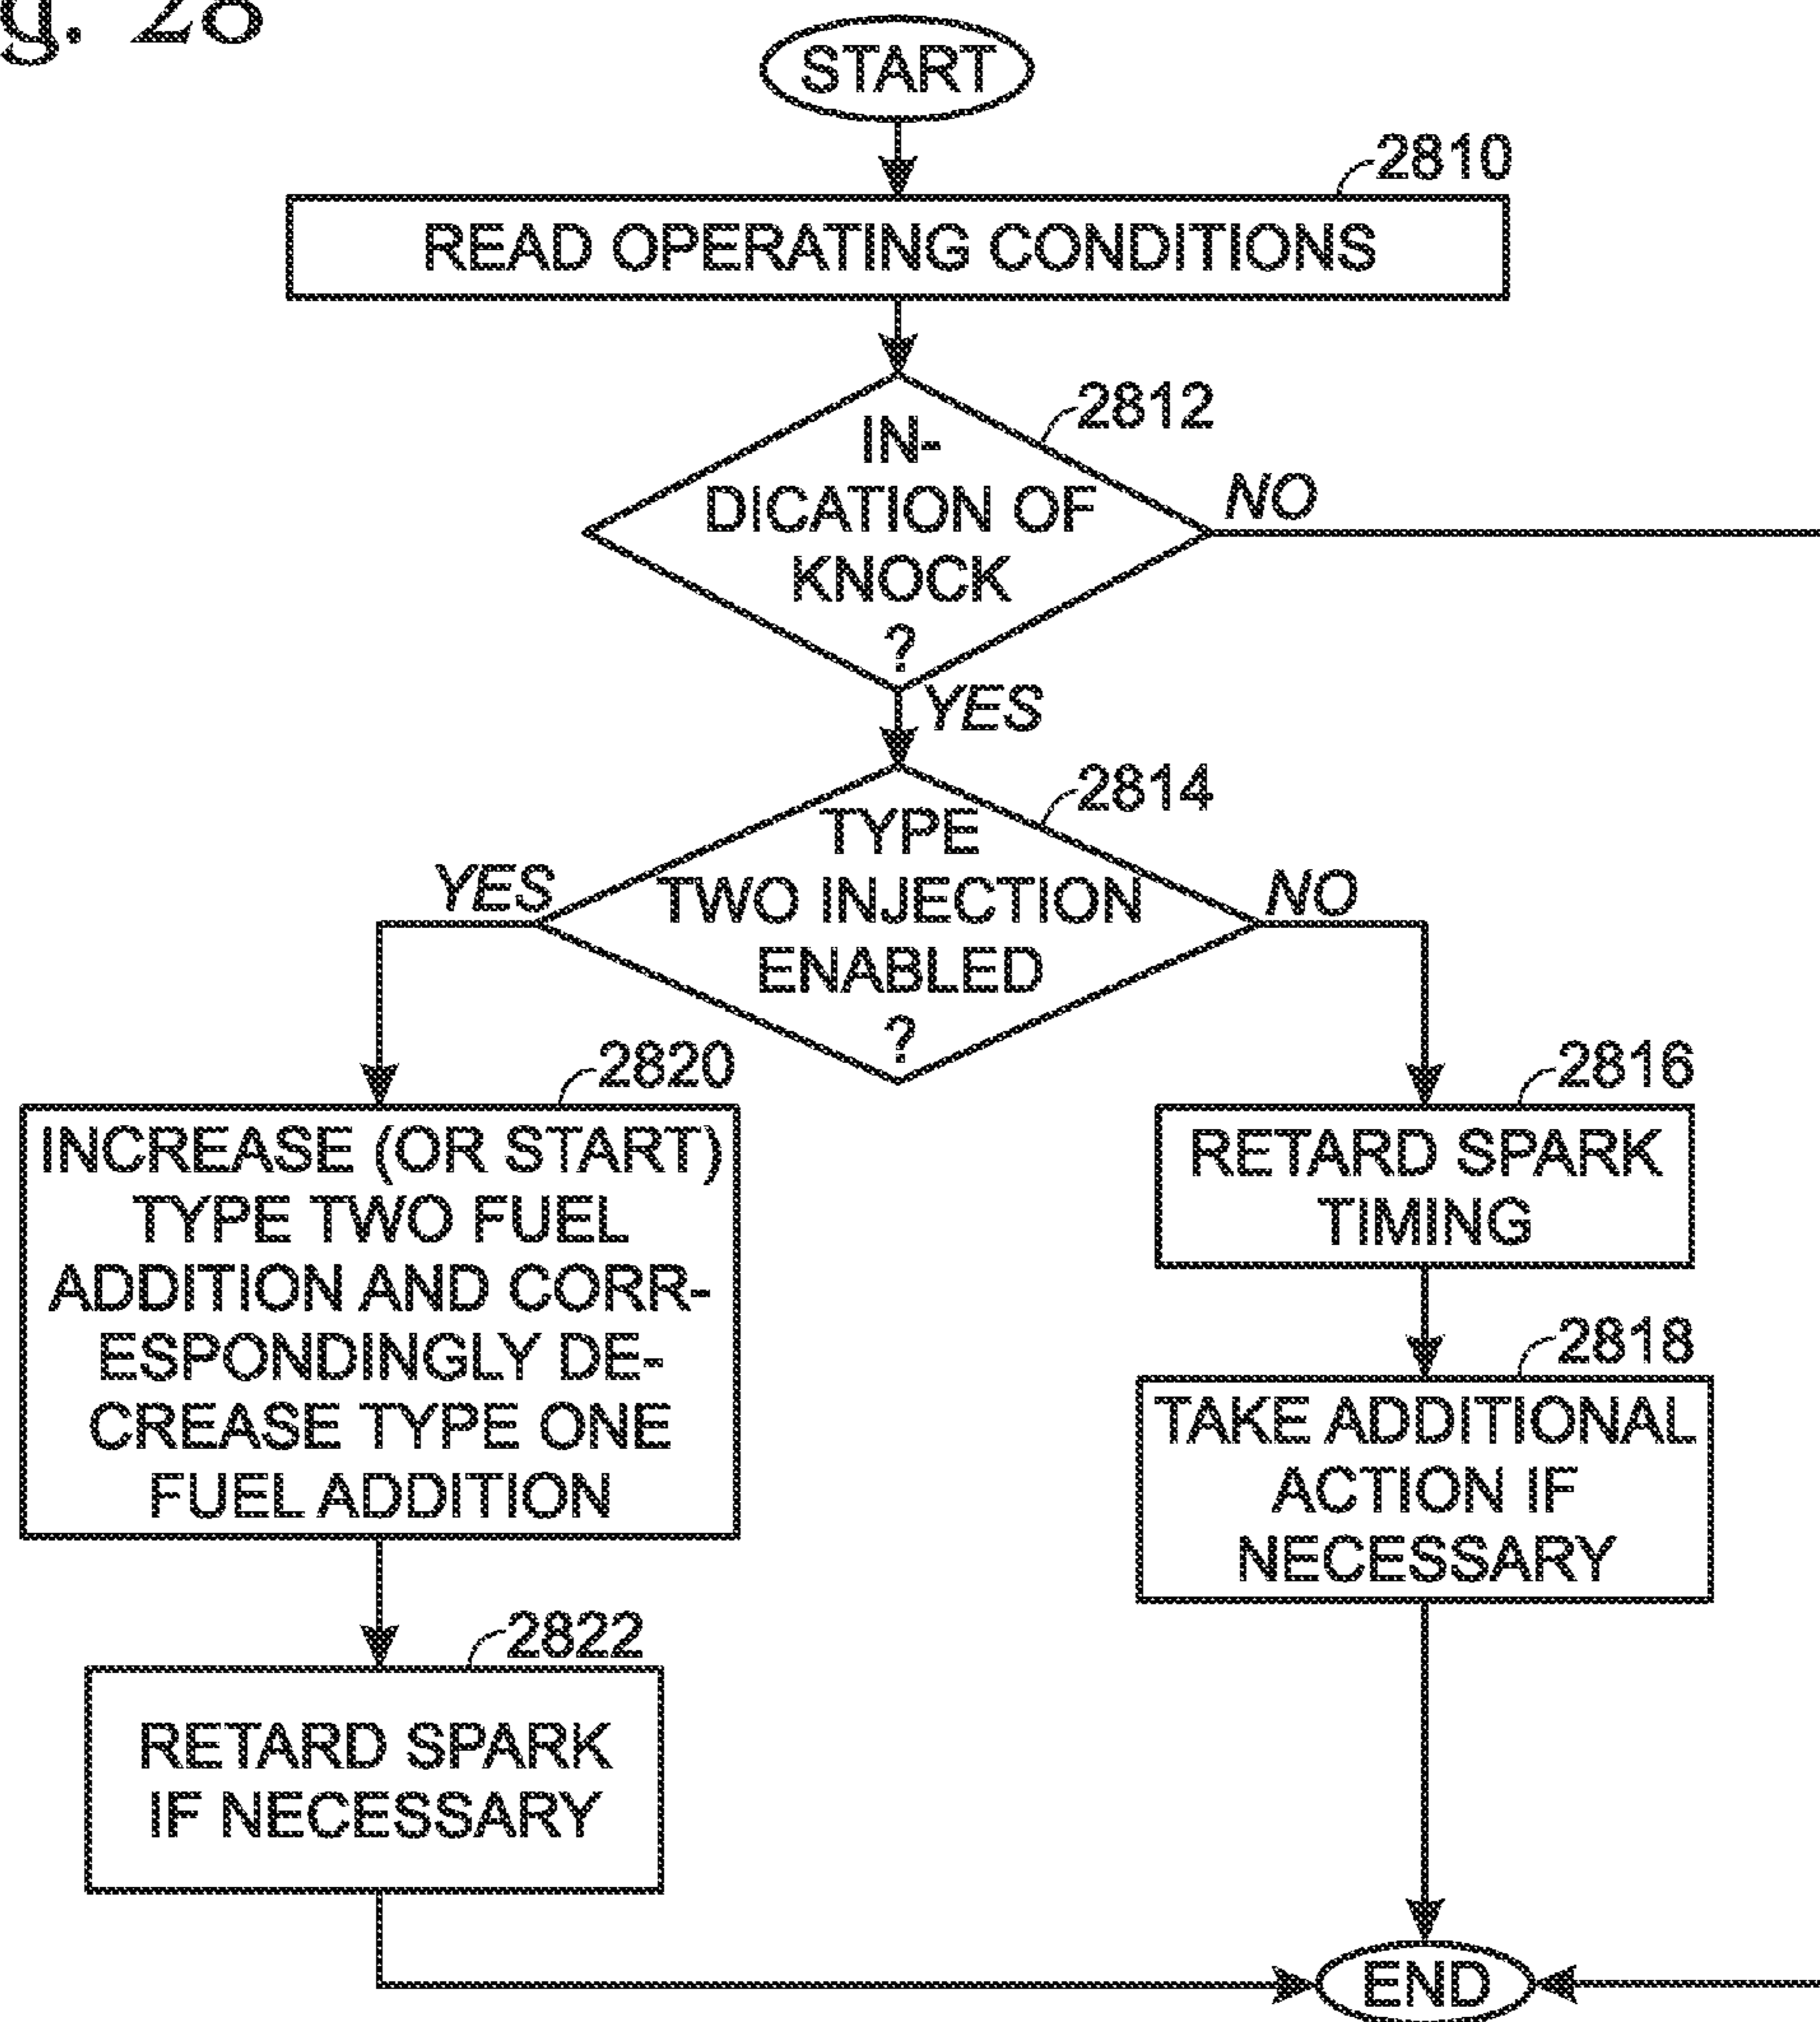 g. 28
START
2810
READ OPERATING CONDITIONS
2812
IN-
DICATION OF
KNOCK
?
NO
YES
2814
TYPE
TWO INJECTION
ENABLED
?
YES
NO
2820
INCREASE (OR START)
TYPE TWO FUEL
ADDITION AND CORR-
ESPONDINGLY DE-
CREASE TYPE ONE
FUEL ADDITION
2816
RETARD SPARK
TIMING
2818
TAKE ADDITIONAL
ACTION IF
NECESSARY
2822
RETARD SPARK
IF NECESSARY
END